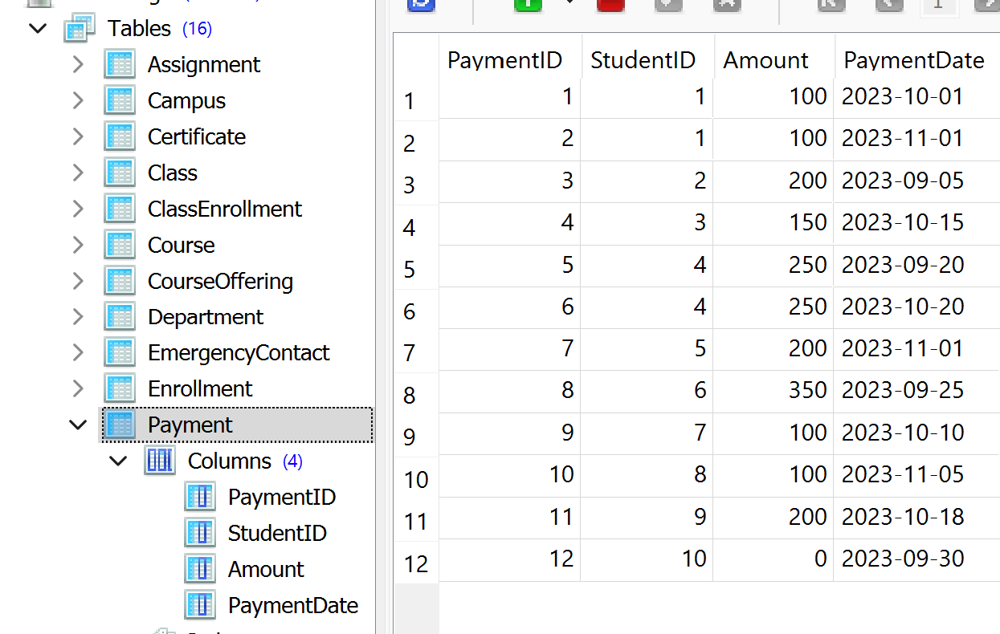 Tables (16)
Assignment
Campus
Certificate
Class
ClassEnrollment
Course
CourseOffering
Department
EmergencyContact
Enrollment
Payment
Columns (4)
PaymentID
StudentID
Amount
PaymentDate
1
PaymentID StudentID Amount PaymentDate
1 1 1 100 2023-10-01
2 2 1 100 2023-11-01
3 3 2 200 2023-09-05
4 4 3 150 2023-10-15
5 5 4 250 2023-09-20
6 6 4 250 2023-10-20
7 7 5 200 2023-11-01
8 8 6 350 2023-09-25
9 9 7 100 2023-10-10
10 10 8 100 2023-11-05
11 11 9 200 2023-10-18
12 12 10 0 2023-09-30